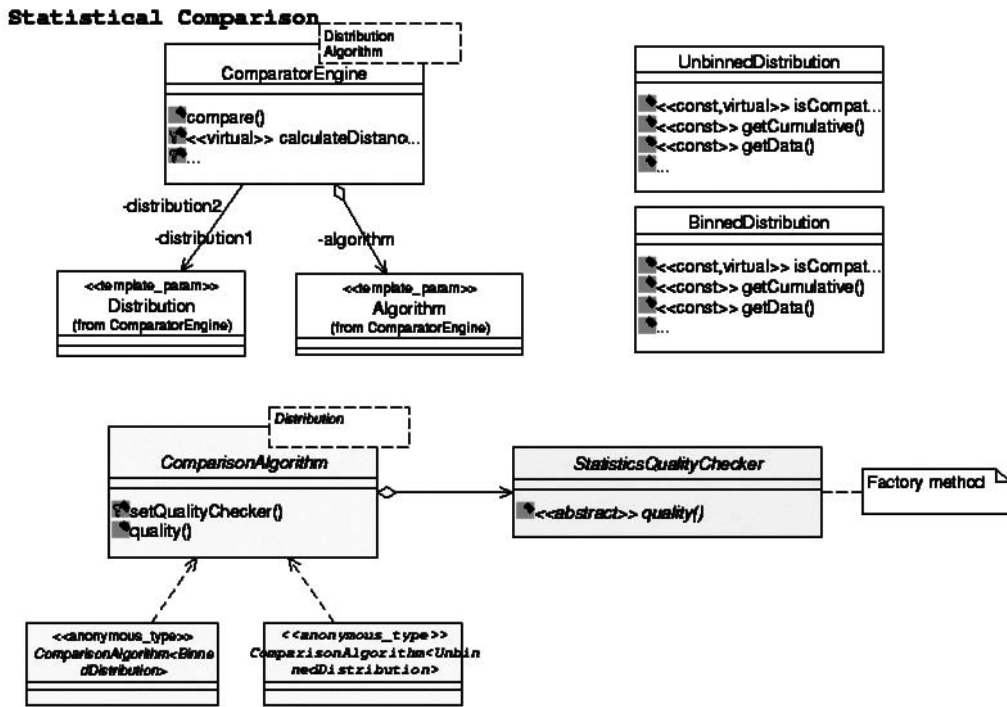 Statistical Comparison
Distribution
Algorithm
ComparatorEngine
compare()
<<virtual>> calculateDistanc...
...
-distribution2
-distribution1
-algorithm
<<template_param>>
Distribution
(from ComparatorEngine)
<<template_param>>
Algorithm
(from ComparatorEngine)
UnbinnedDistribution
<<const,virtual>> isCompat...
<<const>> getCumulative()
<<const>> getData()
...
BinnedDistribution
<<const,virtual>> isCompat...
<<const>> getCumulative()
<<const>> getData()
...
Distribution
ComparisonAlgorithm
setQualityChecker()
quality()
StatisticsQualityChecker
<<abstract>> quality()
Factory method
<<anonymous_type>>
ComparisonAlgorithm<Binne
dDistribution>
<<anonymous_type>>
ComparisonAlgorithm<Unbin
nedDistribution>